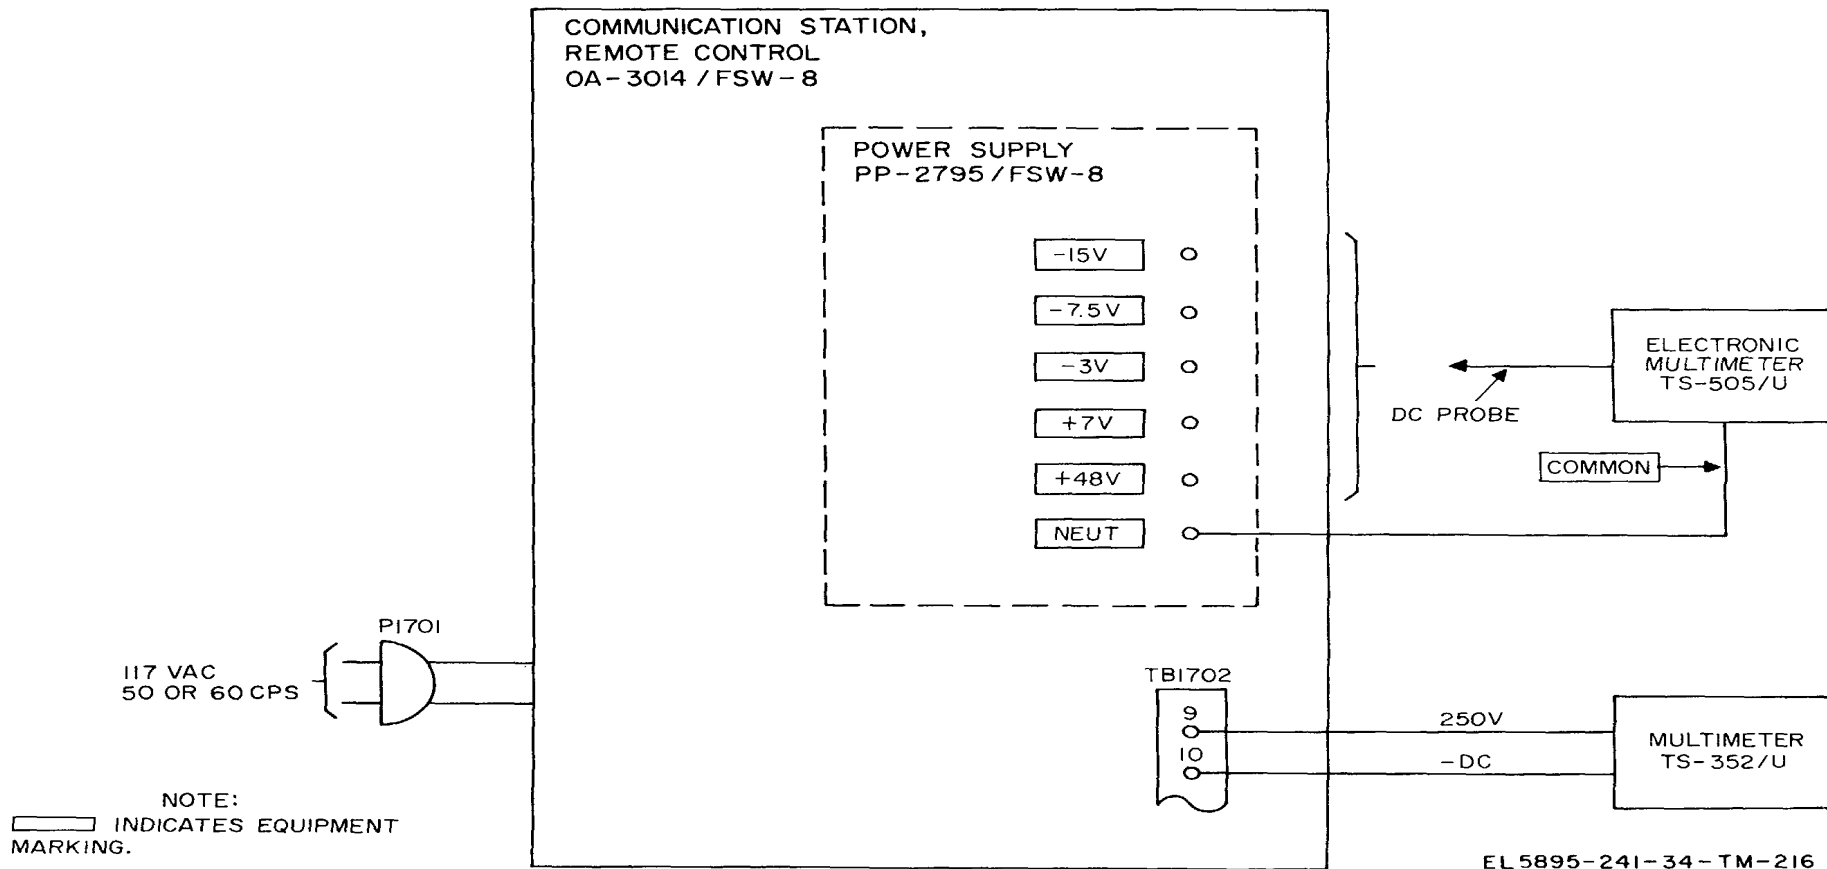 COMMUNICATION STATION,
REMOTE CONTROL
OA-3014 / FSW-8
POWER SUPPLY
PP-2795/FSW-8
-15V
-7.5V
-3V
+7V
+48V
NEUT
ELECTRONIC
MULTIMETER
TS-505/U
DC PROBE
COMMON
P1701
117 VAC
50 OR 60 CPS
TB1702
9
10
250V
-DC
MULTIMETER
TS-352/U
NOTE:
INDICATES EQUIPMENT
MARKING.
EL5895-241-34-TM-216